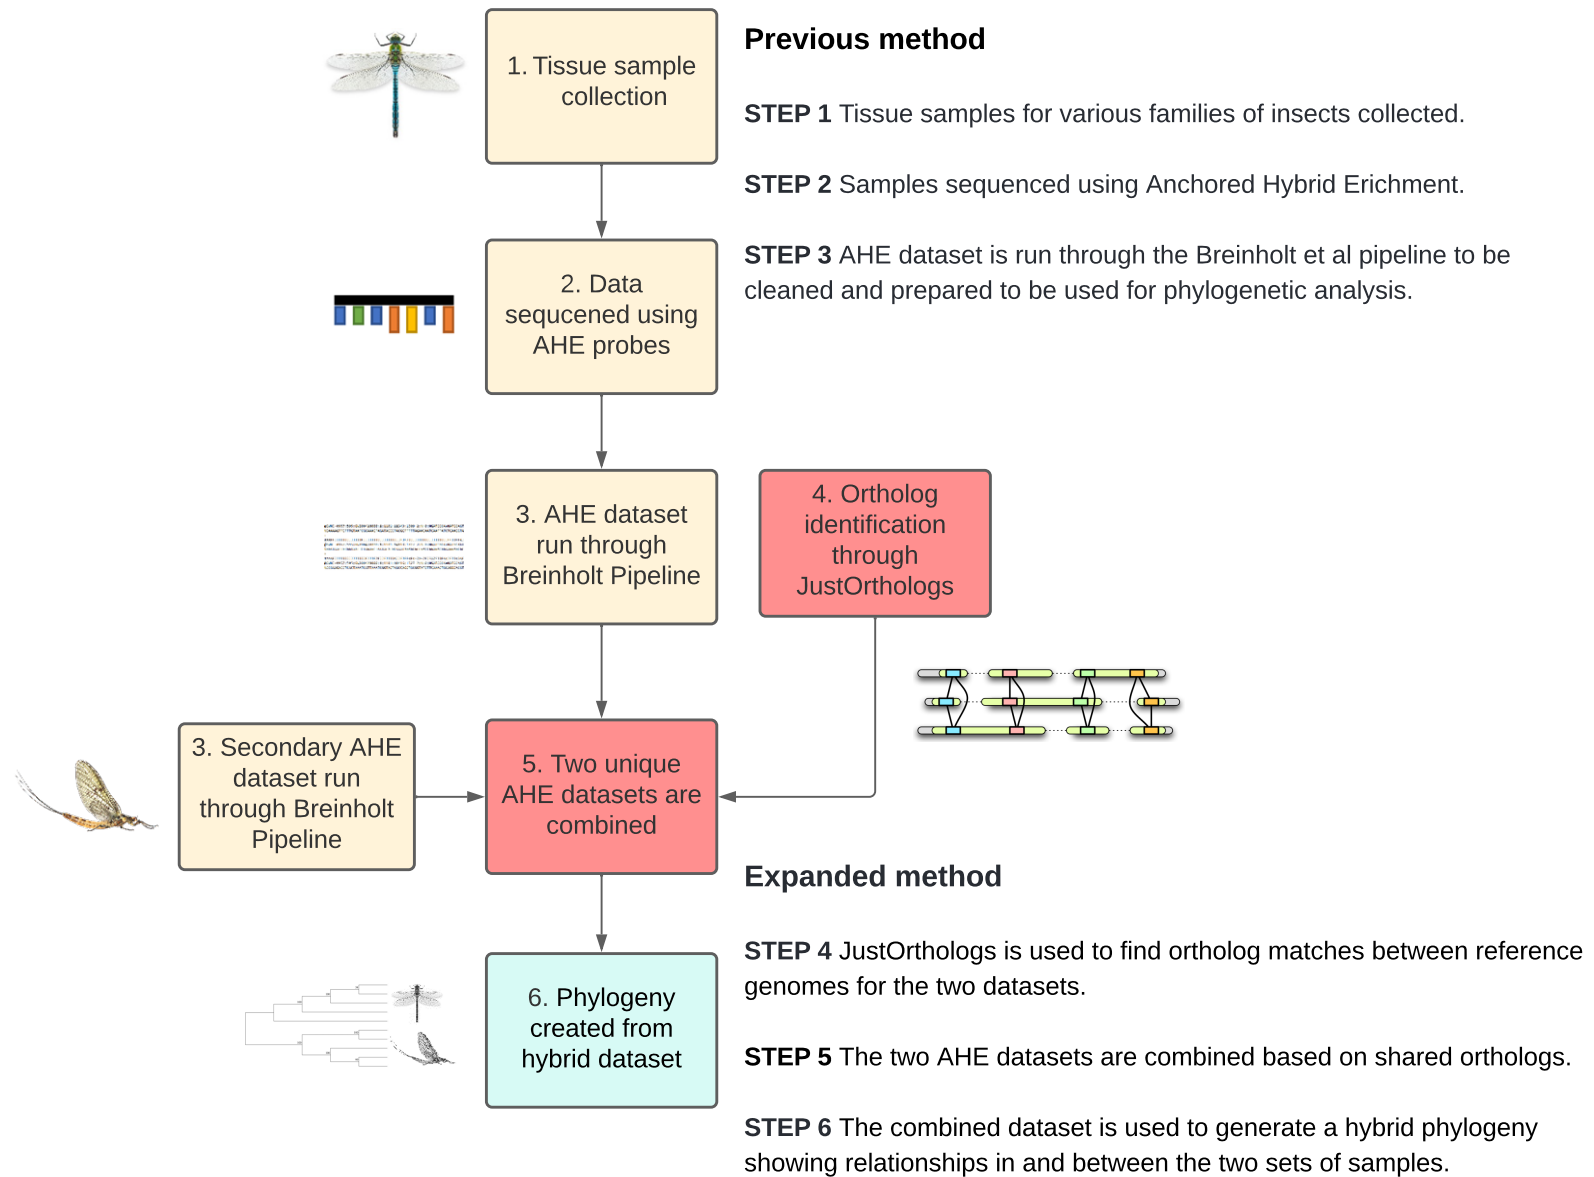 1. Tissue sample
collection
Previous method
STEP 1 Tissue samples for various families of insects collected.
STEP 2 Samples sequenced using Anchored Hybrid Erichment.
STEP 3 AHE dataset is run through the Breinholt et al pipeline to be
cleaned and prepared to be used for phylogenetic analysis.
2. Data
sequcened using
AHE probes
3. AHE dataset
run through
Breinholt Pipeline
4. Ortholog
identification
through
JustOrthologs
3. Secondary AHE
dataset run
through Breinholt
Pipeline
5. Two unique
AHE datasets are
combined
Expanded method
STEP 4 JustOrthologs is used to find ortholog matches between reference
genomes for the two datasets.
STEP 5 The two AHE datasets are combined based on shared orthologs.
STEP 6 The combined dataset is used to generate a hybrid phylogeny
showing relationships in and between the two sets of samples.
6. Phylogeny
created from
hybrid dataset